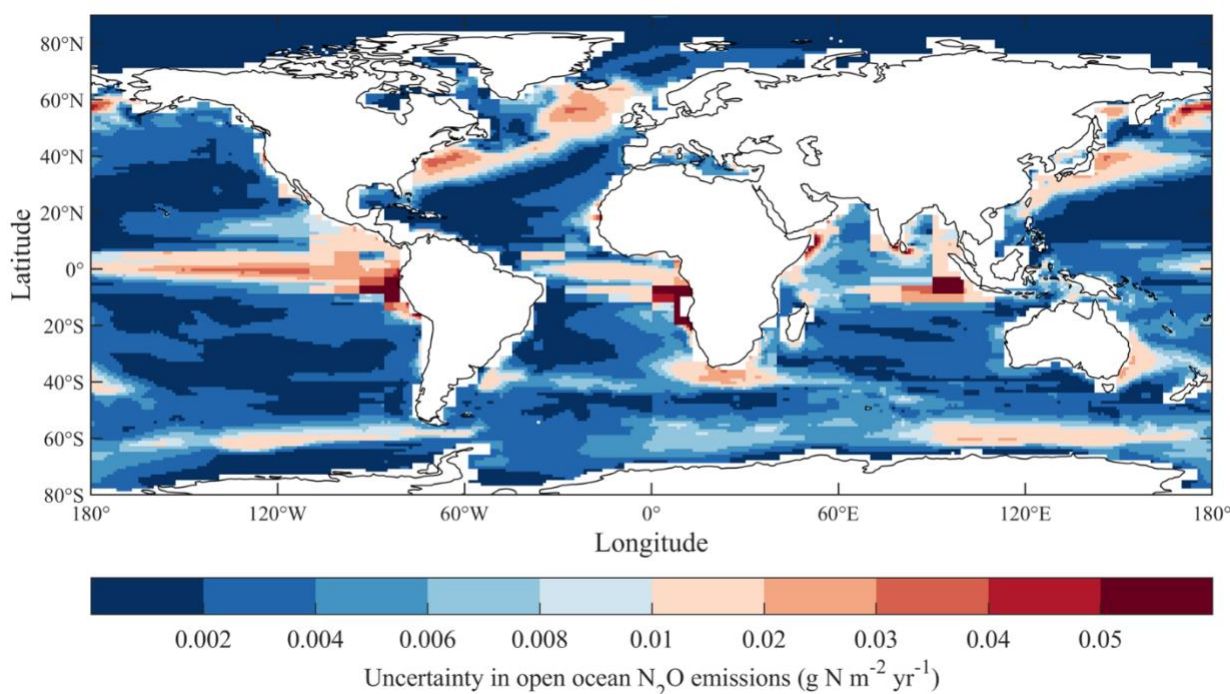 80°N
60°N
40°N
20°N
0°
20°S
40°S
60°S
80°S
Latitude
180° 120°W 60°W 0° 60°E 120°E 180°
Longitude
0.002 0.004 0.006 0.008 0.01 0.02 0.03 0.04 0.05
Uncertainty in open ocean N₂O emissions (g N m⁻² yr⁻¹)